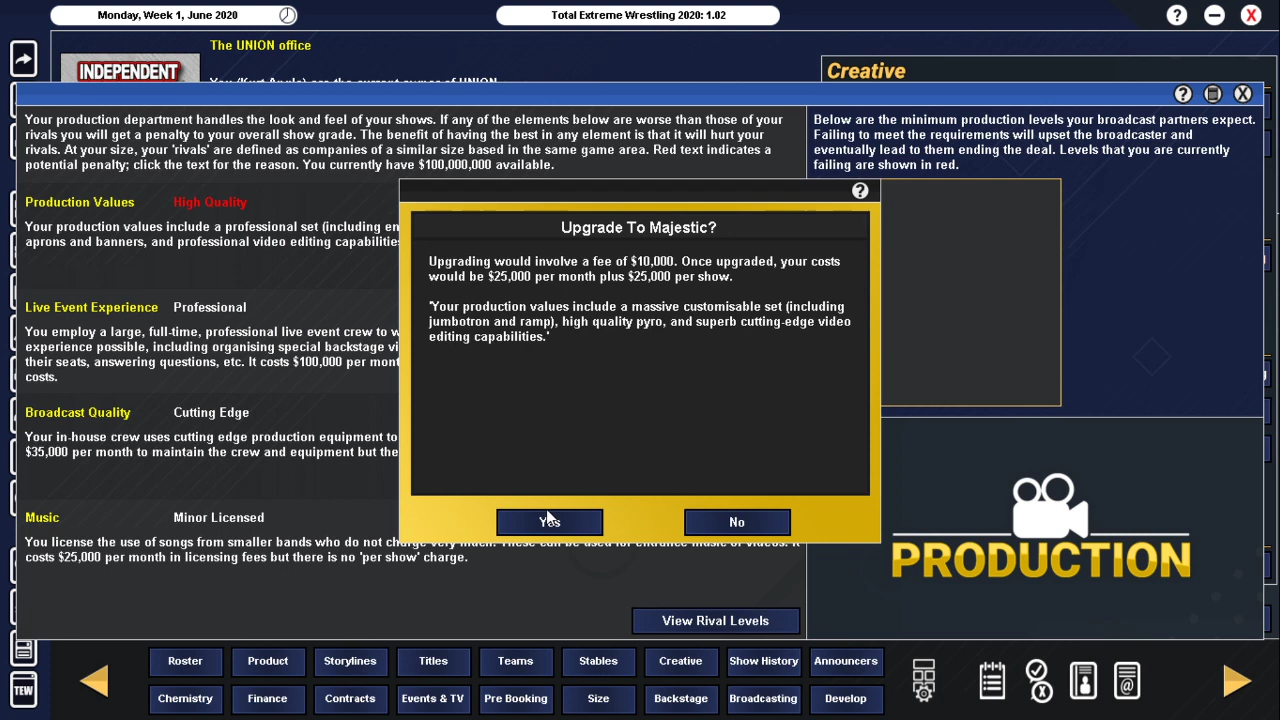 Monday, Week 1, June 2020
Total Extreme Wrestling 2020: 1.02
?
X
The UNION office
INDEPENDENT
You (Kurt Angle) are the current owner of UNION
Creative
? X
Your production department handles the look and feel of your shows. If any of the elements below are worse than those of your
rivals you will get a penalty to your overall show grade. The benefit of having the best in any element is that it will hurt your
rivals. At your size, your 'rivals' are defined as companies of a similar size based in the same game area. Red text indicates a
potential penalty; click the text for the reason. You currently have $100,000,000 available.
Below are the minimum production levels your broadcast partners expect.
Failing to meet the requirements will upset the broadcaster and
eventually lead to them ending the deal. Levels that you are currently
failing are shown in red.
Production Values High Quality
Your production values include a professional set (including en
aprons and banners, and professional video editing capabilitie
Live Event Experience Professional
You employ a large, full-time, professional live event crew to w
experience possible, including organising special backstage vi
their seats, answering questions, etc. It costs $100,000 per mon
costs.
Broadcast Quality Cutting Edge
Your in-house crew uses cutting edge production equipment to
$35,000 per month to maintain the crew and equipment but the
Music Minor Licensed
You license the use of songs from smaller bands who do not charge very much. These can be used for entrance music or videos. It
costs $25,000 per month in licensing fees but there is no 'per show' charge.
View Rival Levels
?
Upgrade To Majestic?
Upgrading would involve a fee of $10,000. Once upgraded, your costs
would be $25,000 per month plus $25,000 per show.
'Your production values include a massive customisable set (including
jumbotron and ramp), high quality pyro, and superb cutting-edge video
editing capabilities.'
Yes
No
PRODUCTION
TEW
Roster Product Storylines Titles Teams Stables Creative Show History Announcers
Chemistry Finance Contracts Events & TV Pre Booking Size Backstage Broadcasting Develop